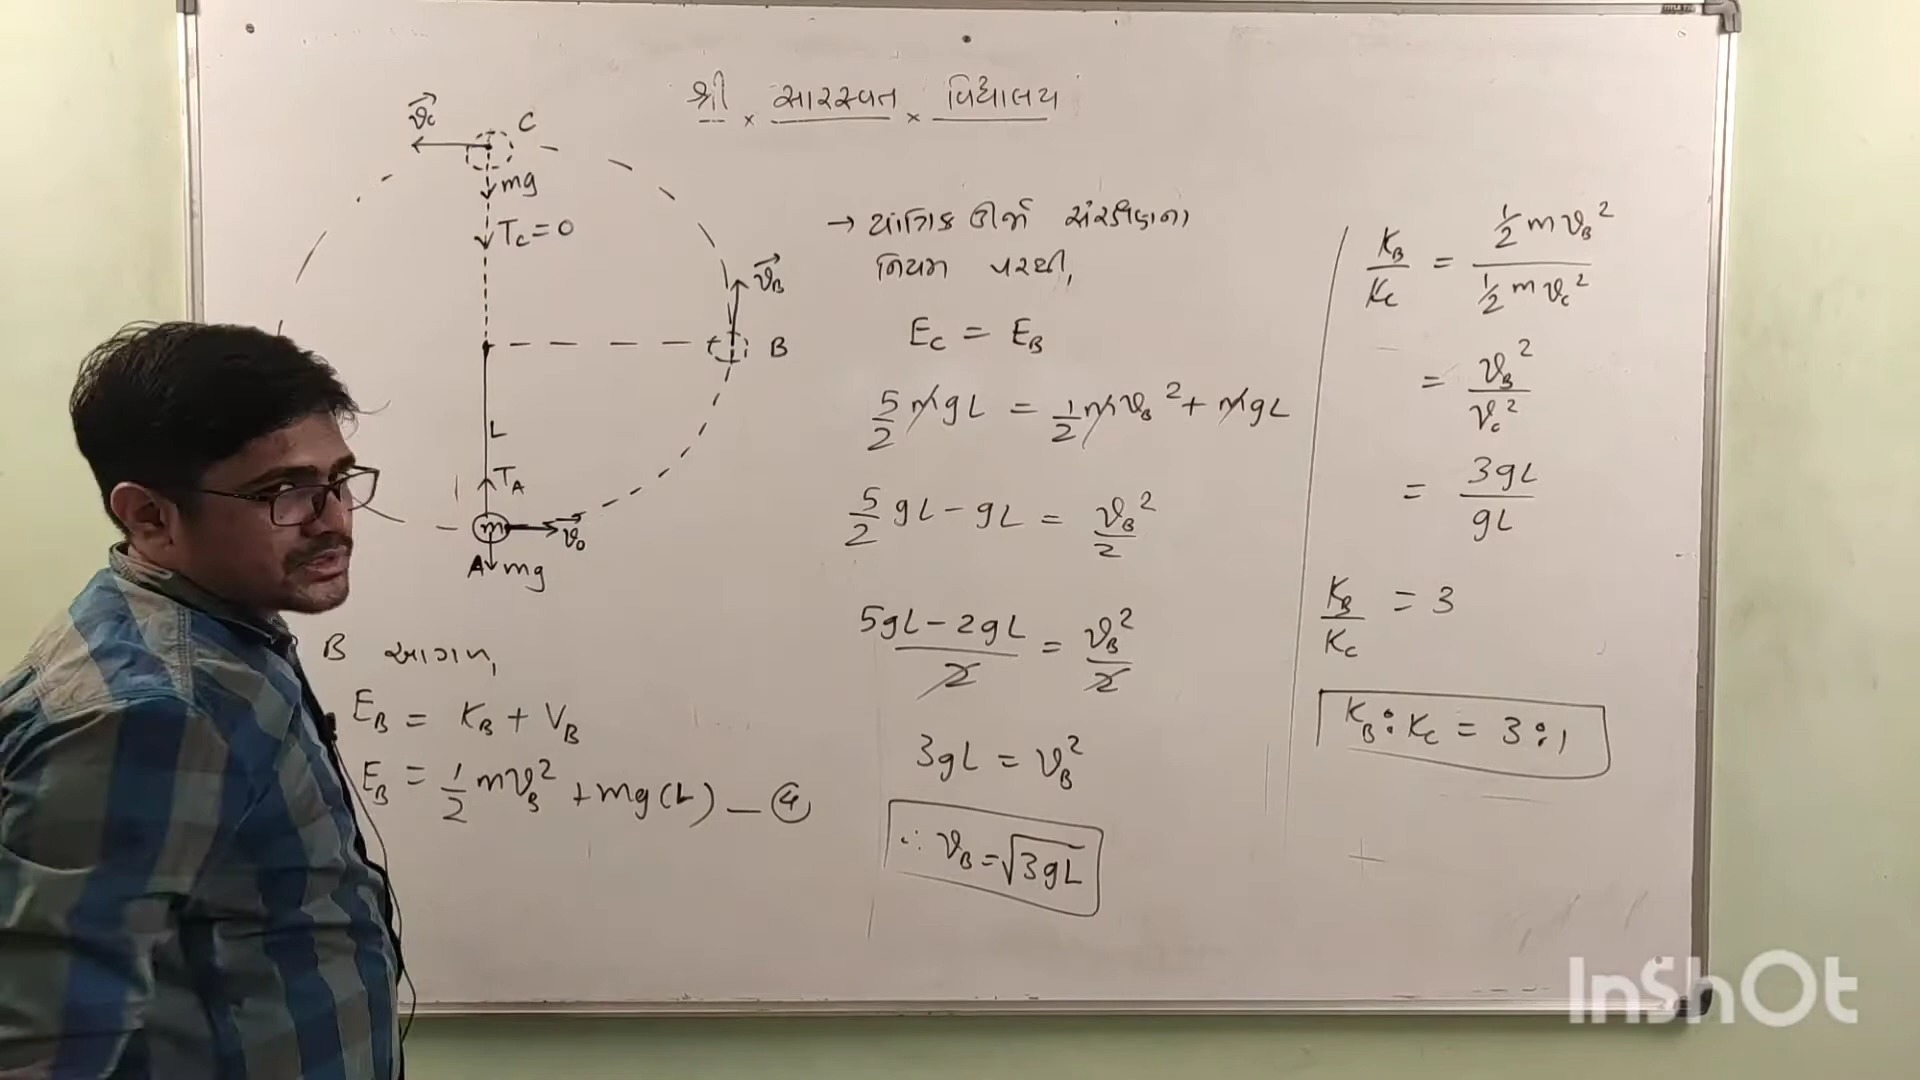 શ્રી × સારસ્વત × વિદ્યાલય
v⃗c C
mg
Tc = 0
v⃗B
B
L
TA
m v⃗0
A mg
B આગળ,
EB = KB + VB
EB = 1/2 mvB² + mg(L) — ④
→ યાંત્રિક ઊર્જા સંરક્ષણના
નિયમ પરથી,
Ec = EB
5/2 mgL = 1/2 mvB² + mgL
5/2 gL - gL = vB²/2
(5gL - 2gL)/2 = vB²/2
3gL = vB²
∴ vB = √3gL
KB/Kc = (1/2 mvB²)/(1/2 mvc²)
= vB²/vc²
= 3gL/gL
KB/Kc = 3
KB : Kc = 3 : 1
InShOt